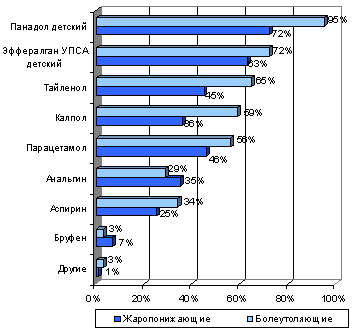 Панадол детский
95%
72%
Эффералган УПСА
детский
72%
63%
Тайленол
65%
45%
Калпол
59%
36%
Парацетамол
56%
46%
Анальгин
29%
35%
Аспирин
34%
25%
Бруфен
3%
7%
Другие
3%
1%
0% 20% 40% 60% 80% 100%
Жаропонижающие Болеутоляющие